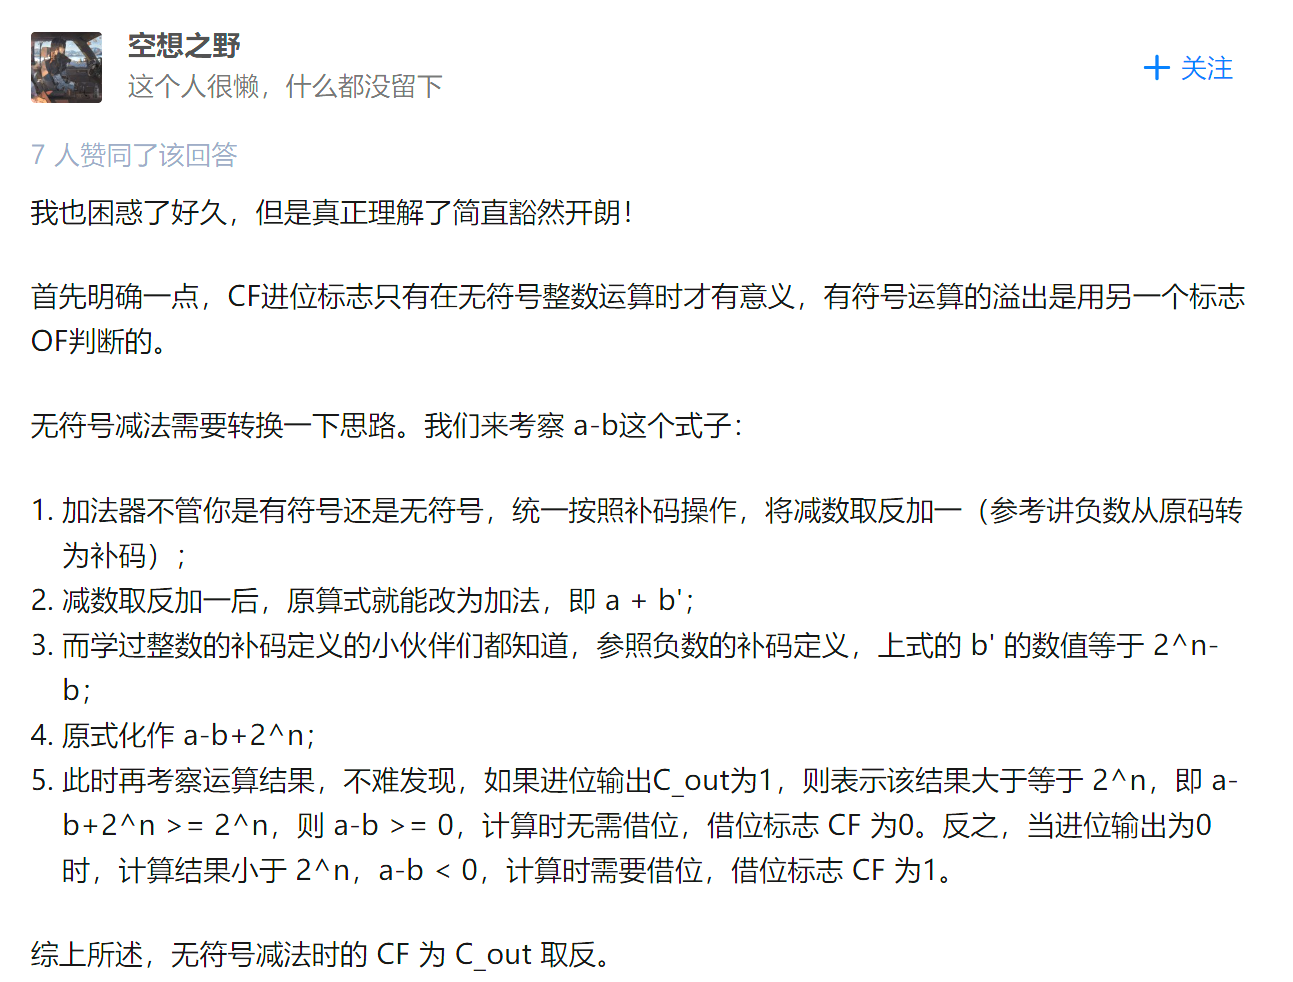 空想之野
这个人很懒，什么都没留下
+ 关注
7 人赞同了该回答
我也困惑了好久，但是真正理解了简直豁然开朗！
首先明确一点，CF进位标志只有在无符号整数运算时才有意义，有符号运算的溢出是用另一个标志
OF判断的。
无符号减法需要转换一下思路。我们来考察 a-b这个式子：
1. 加法器不管你是有符号还是无符号，统一按照补码操作，将减数取反加一（参考讲负数从原码转
为补码）；
2. 减数取反加一后，原算式就能改为加法，即 a + b'；
3. 而学过整数的补码定义的小伙伴们都知道，参照负数的补码定义，上式的 b' 的数值等于 2^n-
b；
4. 原式化作 a-b+2^n；
5. 此时再考察运算结果，不难发现，如果进位输出C_out为1，则表示该结果大于等于 2^n，即 a-
b+2^n >= 2^n，则 a-b >= 0，计算时无需借位，借位标志 CF 为0。反之，当进位输出为0
时，计算结果小于 2^n，a-b < 0，计算时需要借位，借位标志 CF 为1。
综上所述，无符号减法时的 CF 为 C_out 取反。